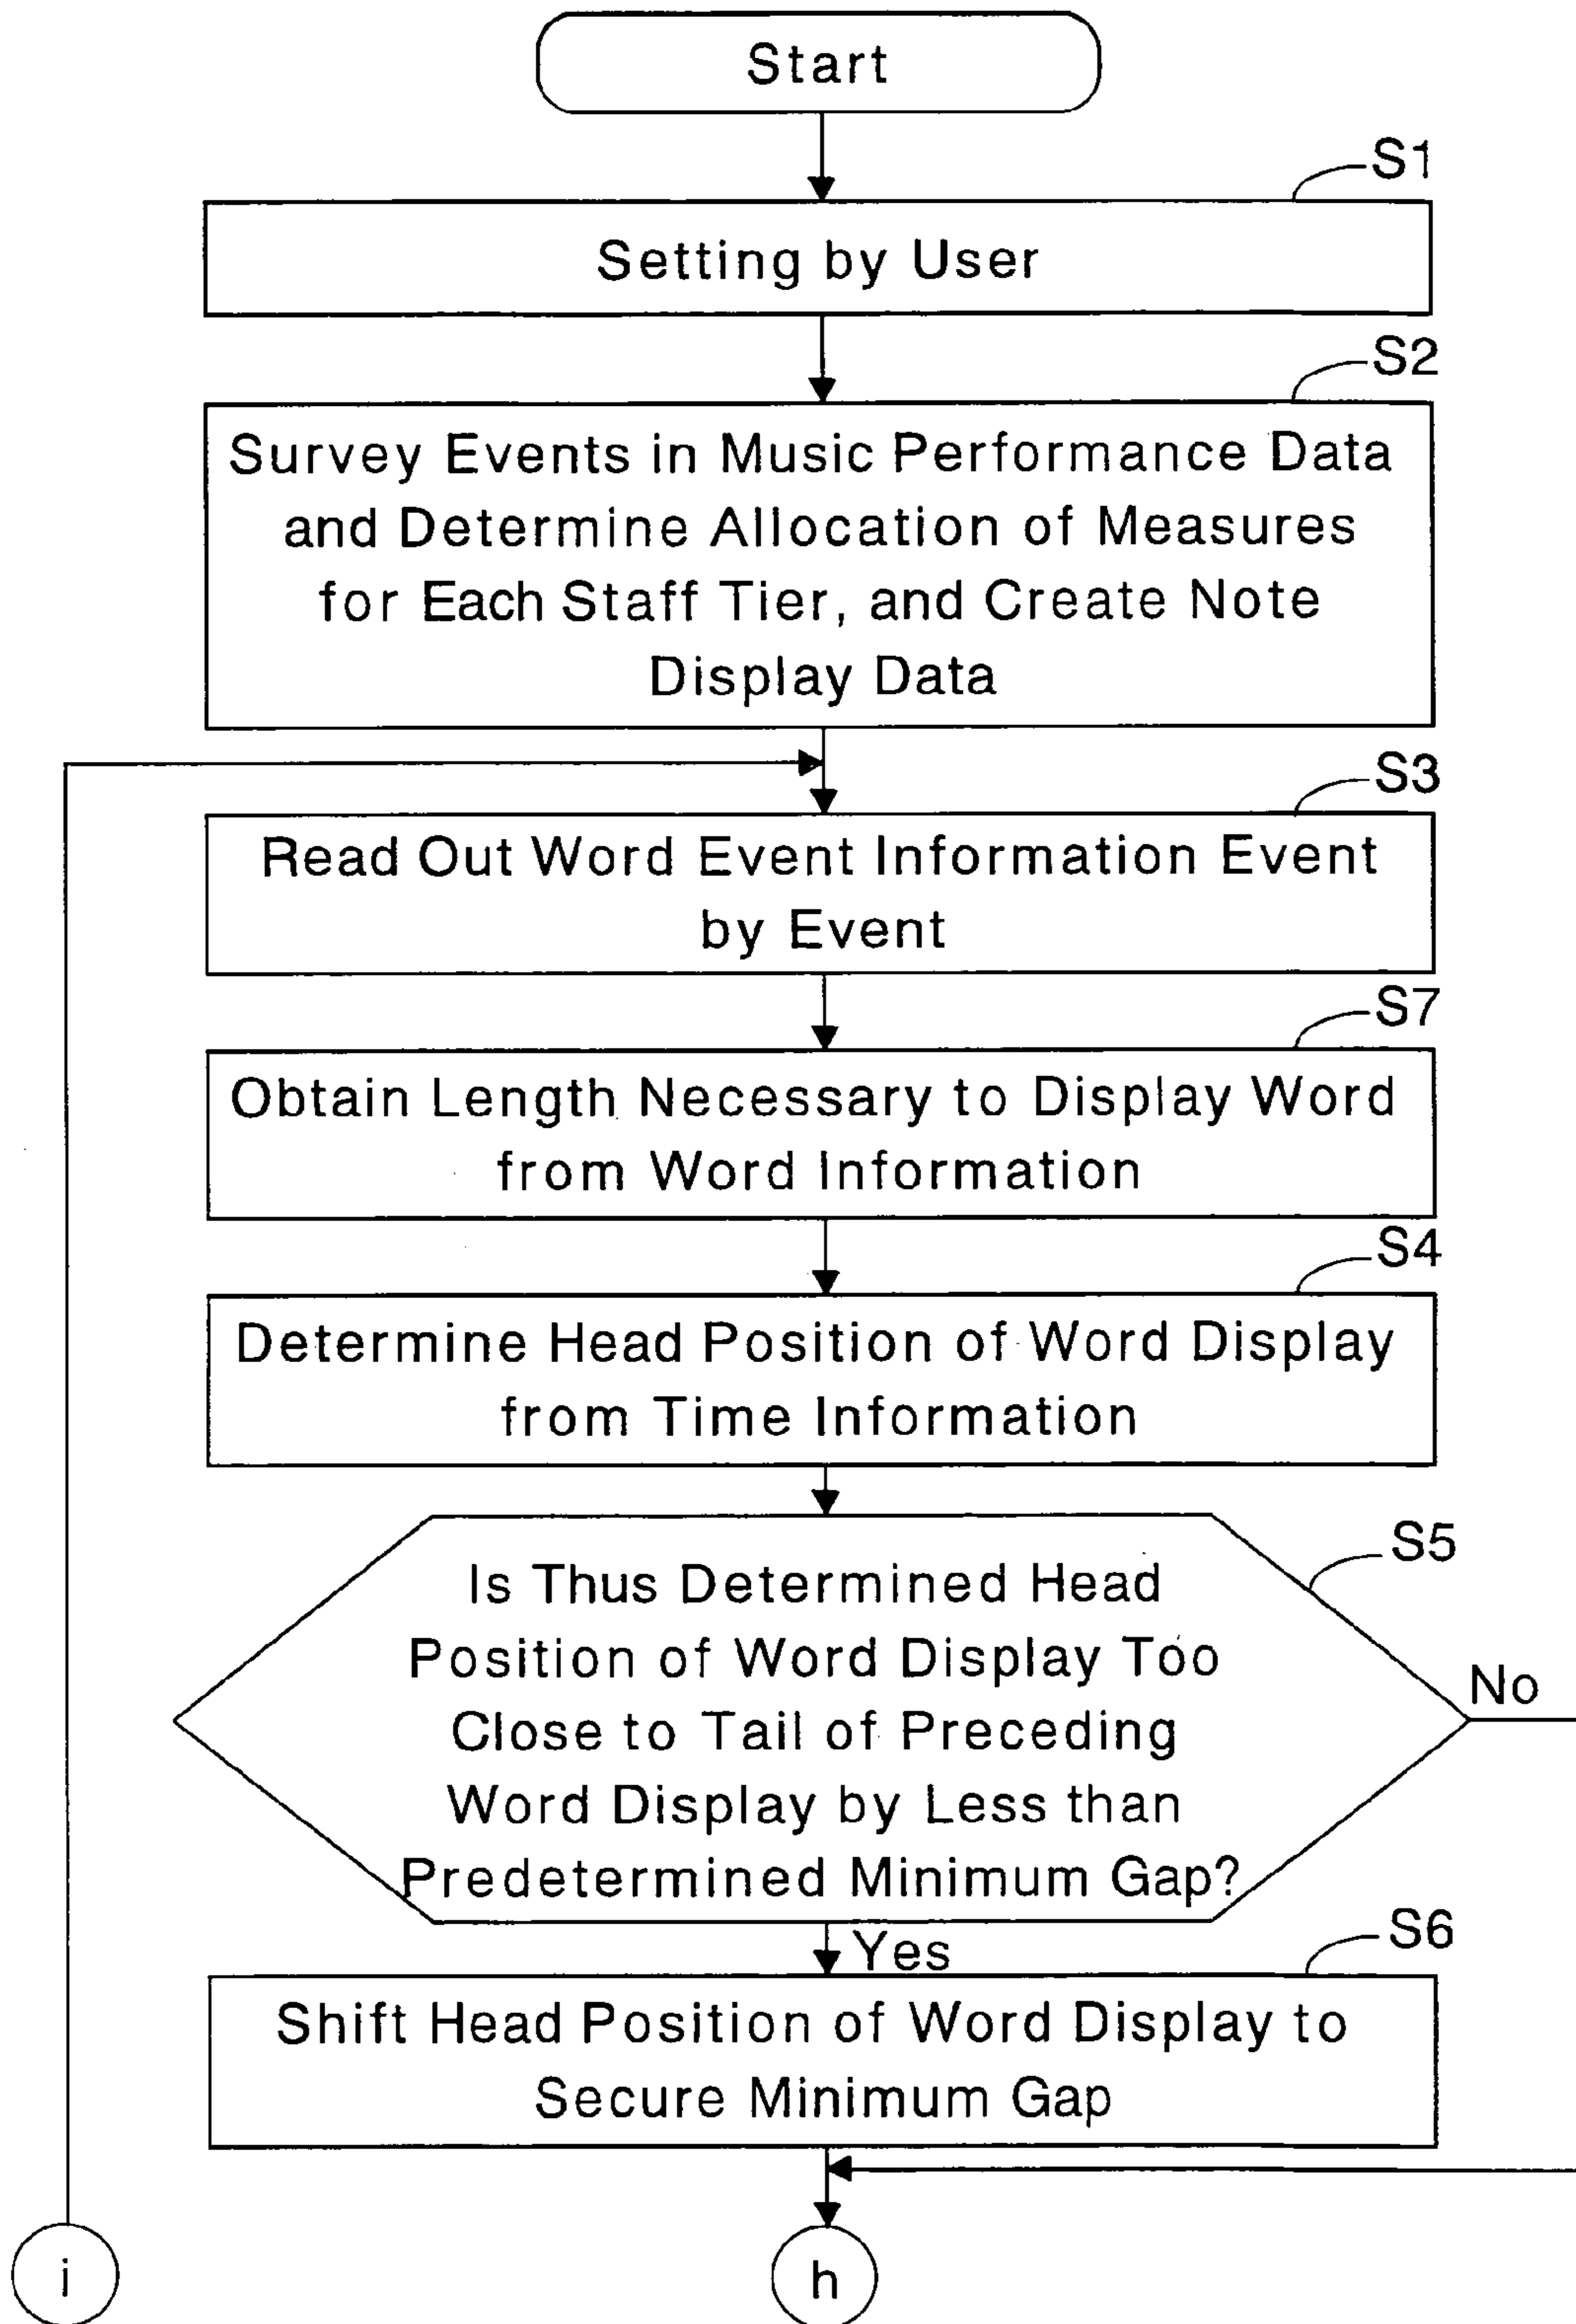 Start
S1
Setting by User
S2
Survey Events in Music Performance Data
and Determine Allocation of Measures
for Each Staff Tier, and Create Note
Display Data
S3
Read Out Word Event Information Event
by Event
S7
Obtain Length Necessary to Display Word
from Word Information
S4
Determine Head Position of Word Display
from Time Information
S5
Is Thus Determined Head
Position of Word Display Too
Close to Tail of Preceding
Word Display by Less than
Predetermined Minimum Gap?
No
Yes
S6
Shift Head Position of Word Display to
Secure Minimum Gap
i
h